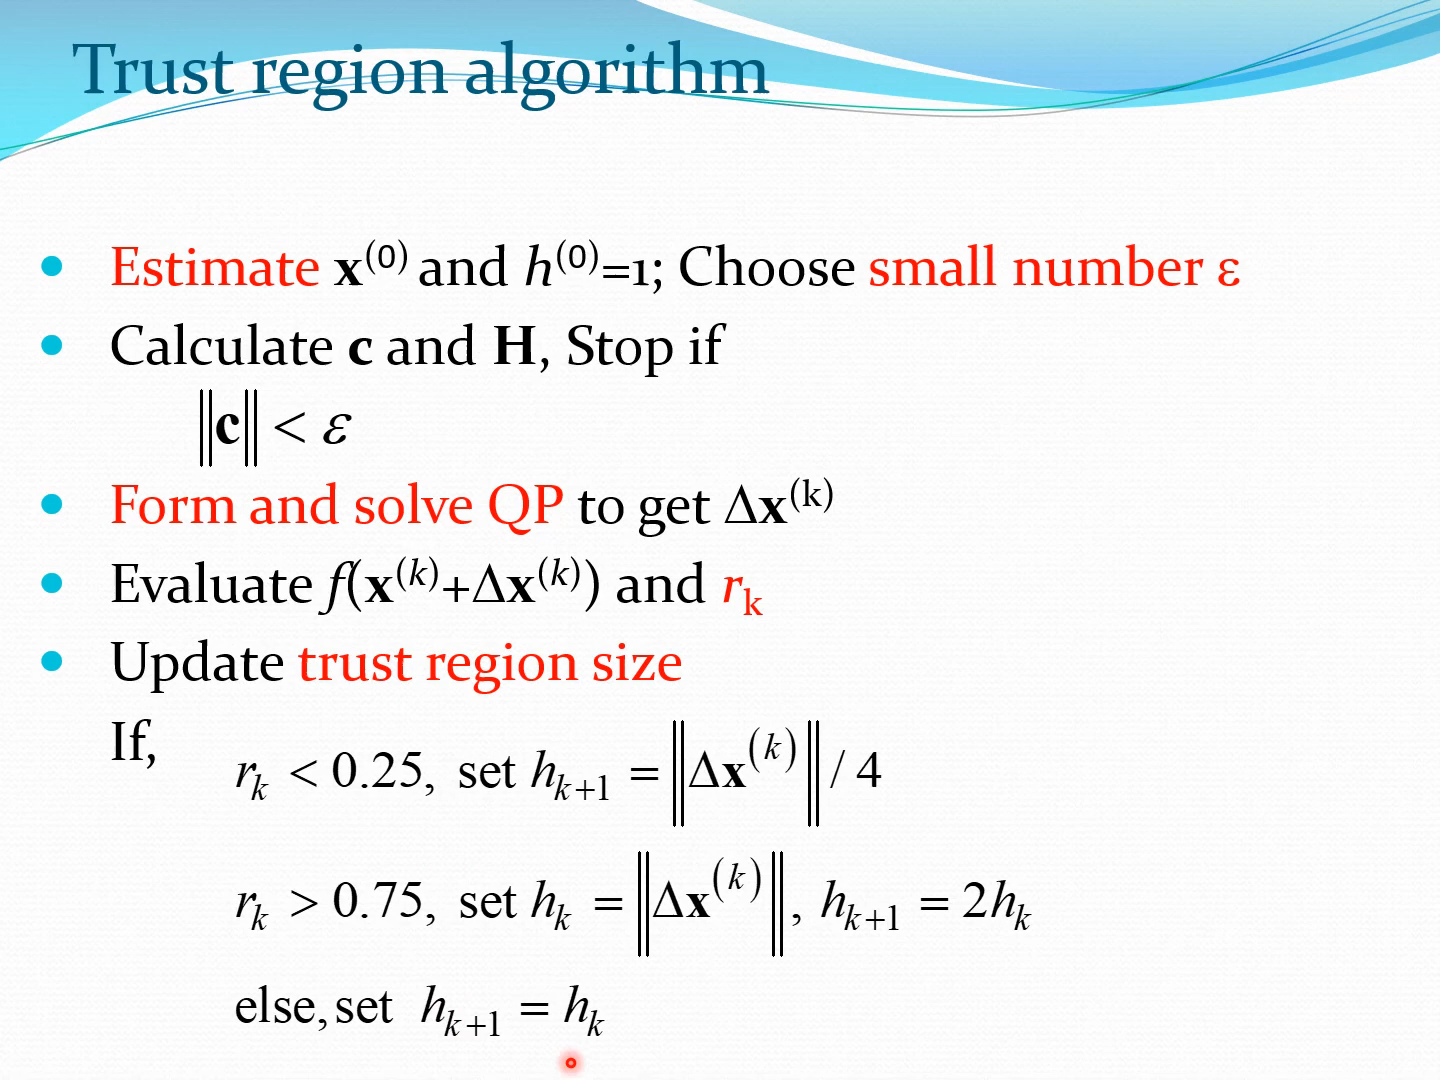 Trust region algorithm
• Estimate x^(0) and h^(0)=1; Choose small number ε
• Calculate c and H, Stop if
‖c‖ < ε
• Form and solve QP to get Δx^(k)
• Evaluate f(x^(k)+Δx^(k)) and r_k
• Update trust region size
If,
r_k < 0.25, set h_{k+1} = ‖Δx^(k)‖ / 4
r_k > 0.75, set h_k = ‖Δx^(k)‖, h_{k+1} = 2h_k
else, set h_{k+1} = h_k